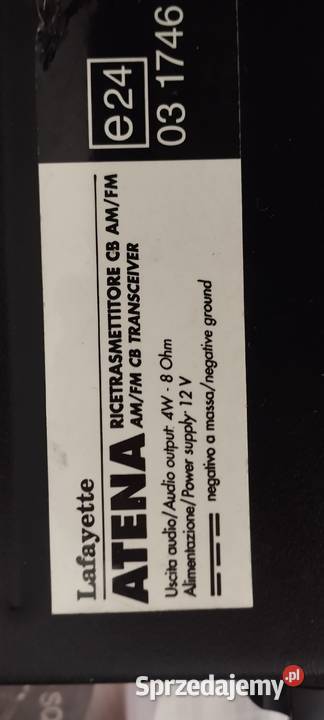 Lafayette
ATENA
RICETRASMETTITORE CB AM/FM
AM/FM CB TRANSCEIVER
Uscita audio/Audio output: 4W - 8 Ohm
Alimentazione/Power supply: 12 V
negativo a massa/negative ground
e24
03 1746
Sprzedajemy.pl